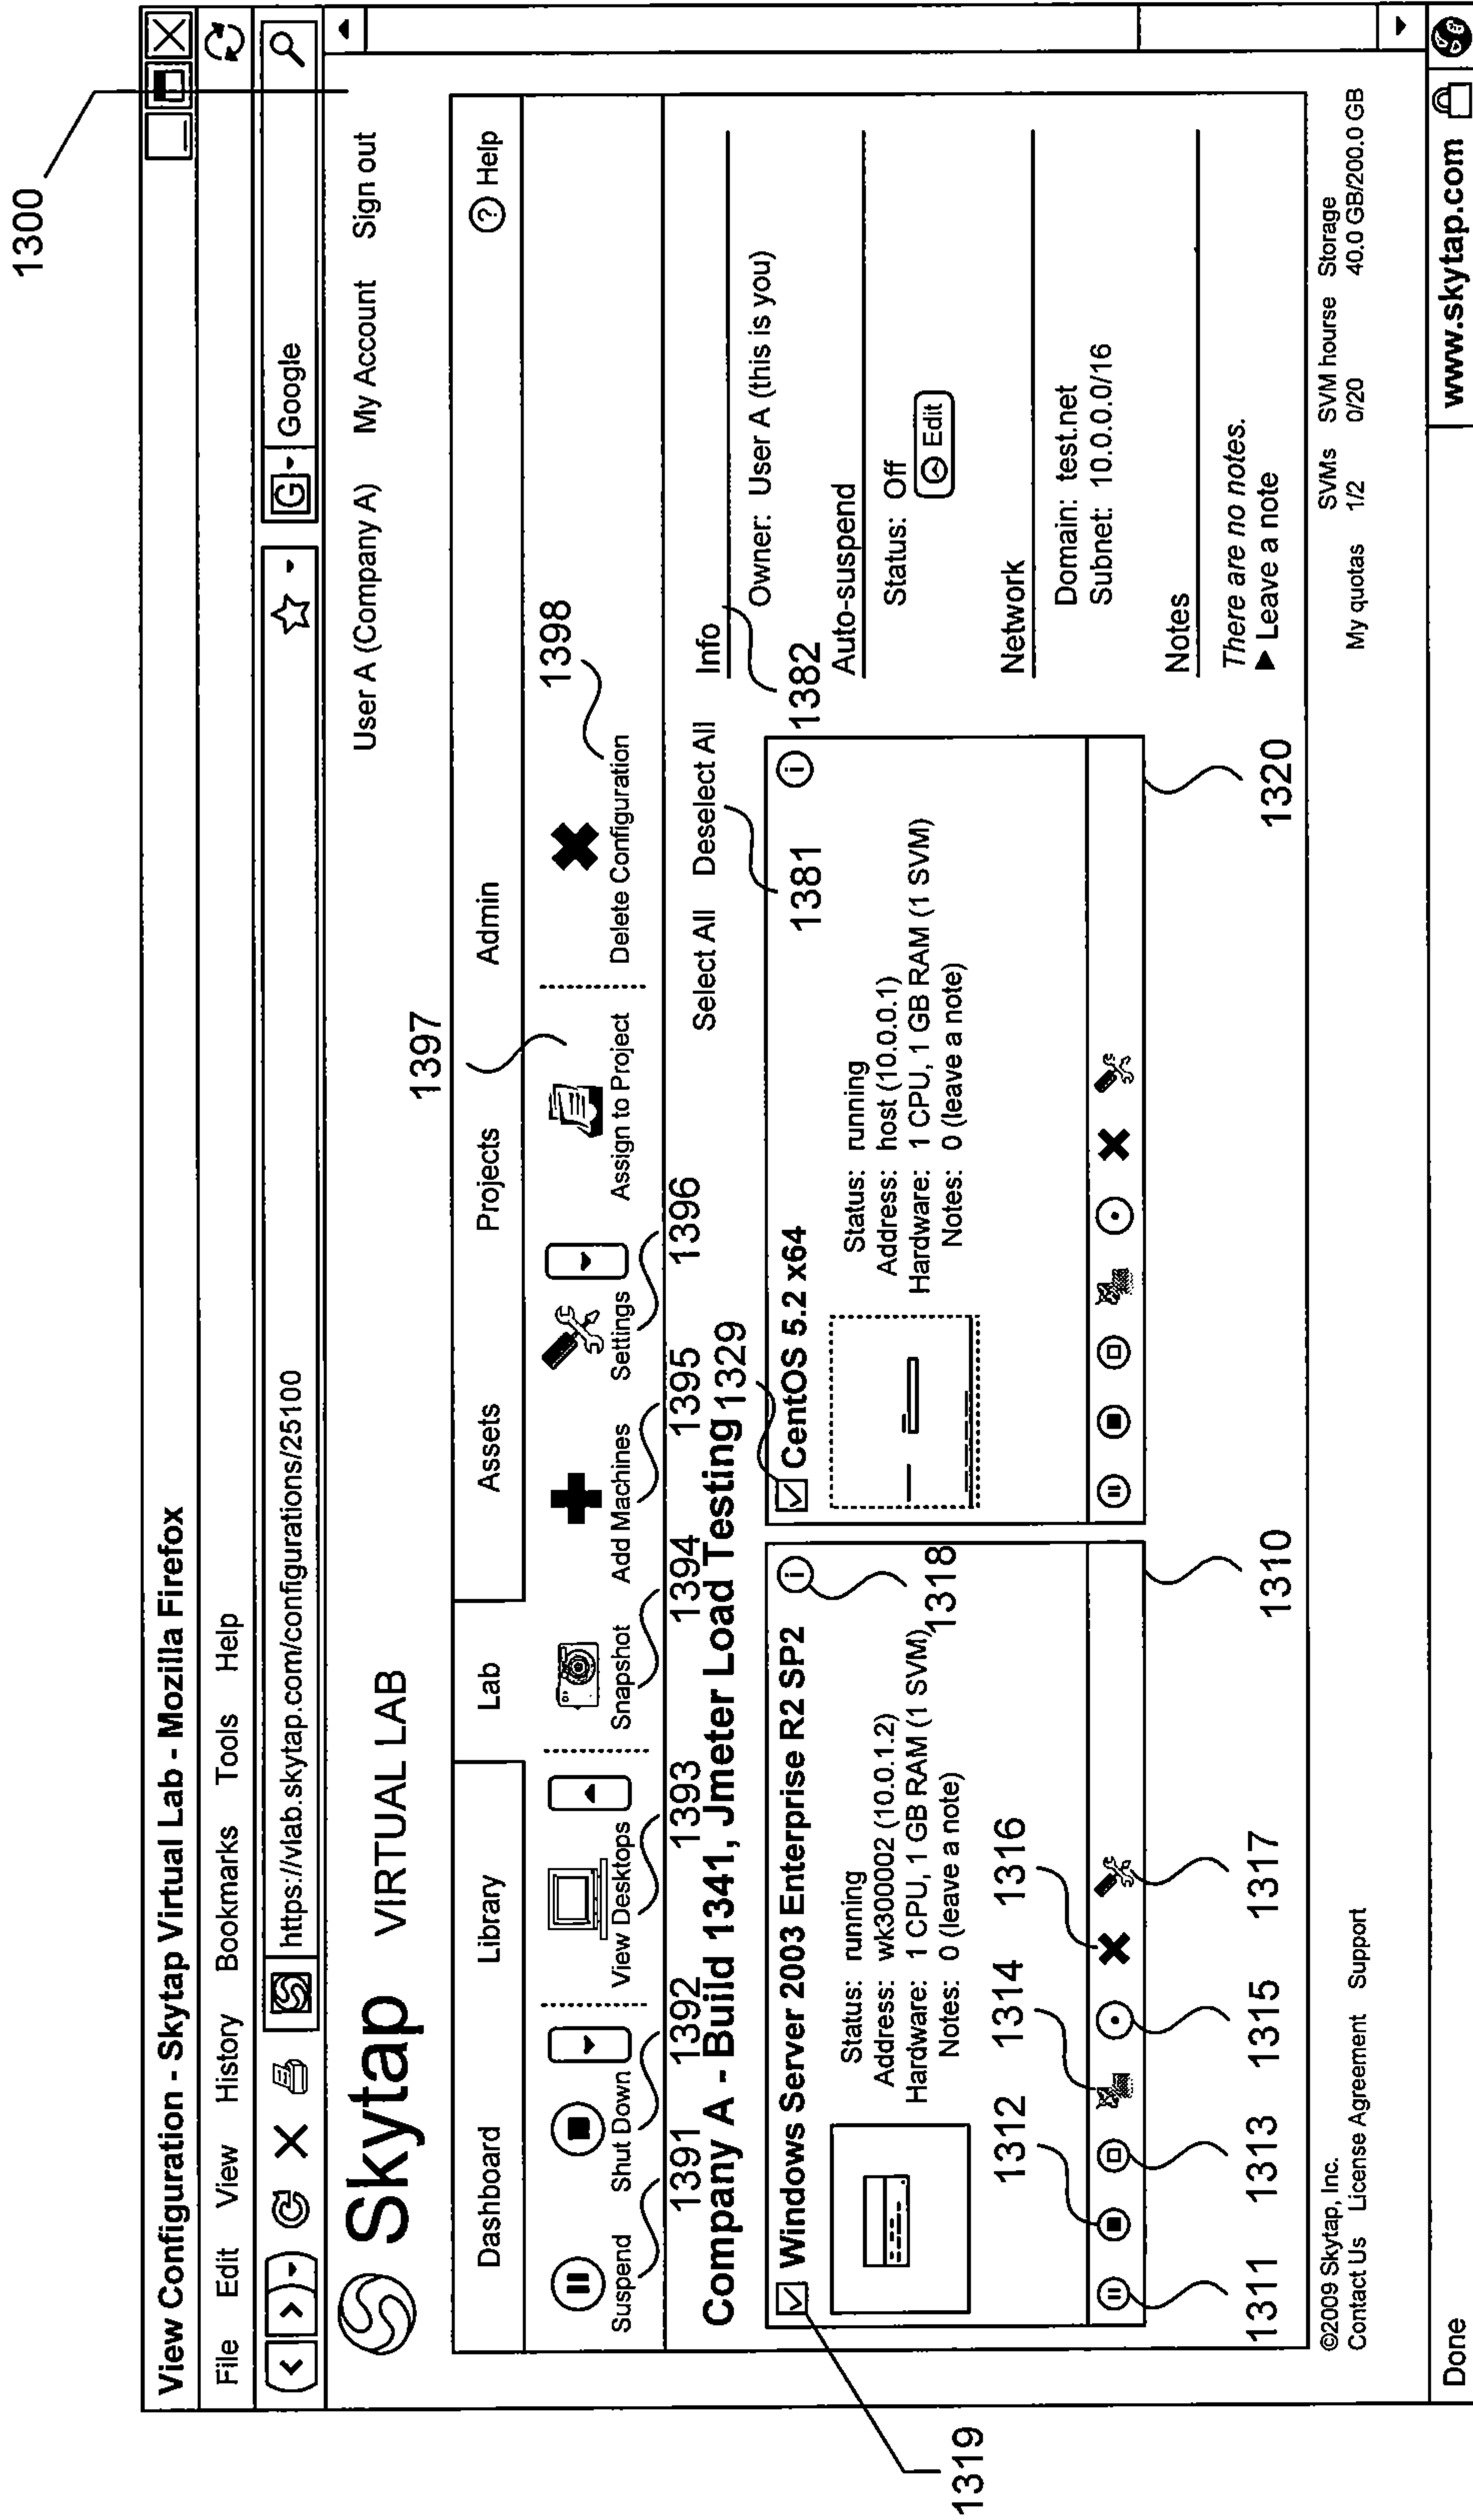 1300
View Configuration - Skytap Virtual Lab - Mozilla Firefox
File Edit View History Bookmarks Tools Help
https://vlab.skytap.com/configurations/25100
G Google
Skytap VIRTUAL LAB
User A (Company A) My Account Sign out
1397
Dashboard Library Lab Assets Projects Admin ? Help
1398
Suspend Shut Down View Desktops Snapshot Add Machines Settings Assign to Project Delete Configuration
1391 1392 1393 1394 1395 1396
Company A - Build 1341, Jmeter Load Testing
1329
Select All Deselect All
1381
Windows Server 2003 Enterprise R2 SP2 i
Status: running
Address: wk300002 (10.0.1.2)
Hardware: 1 CPU, 1 GB RAM (1 SVM)
Notes: 0 (leave a note)
1318
1312 1314 1316
1311 1313 1315 1317
1310
1319
CentOS 5.2 x64 i
Status: running
Address: host (10.0.0.1)
Hardware: 1 CPU, 1 GB RAM (1 SVM)
Notes: 0 (leave a note)
1320
Info
1382
Owner: User A (this is you)
Auto-suspend
Status: Off
Edit
Network
Domain: test.net
Subnet: 10.0.0.0/16
Notes
There are no notes.
Leave a note
©2009 Skytap, Inc.
Contact Us License Agreement Support
SVMs SVM hourse Storage
My quotas 1/2 0/20 40.0 GB/200.0 GB
Done
www.skytap.com